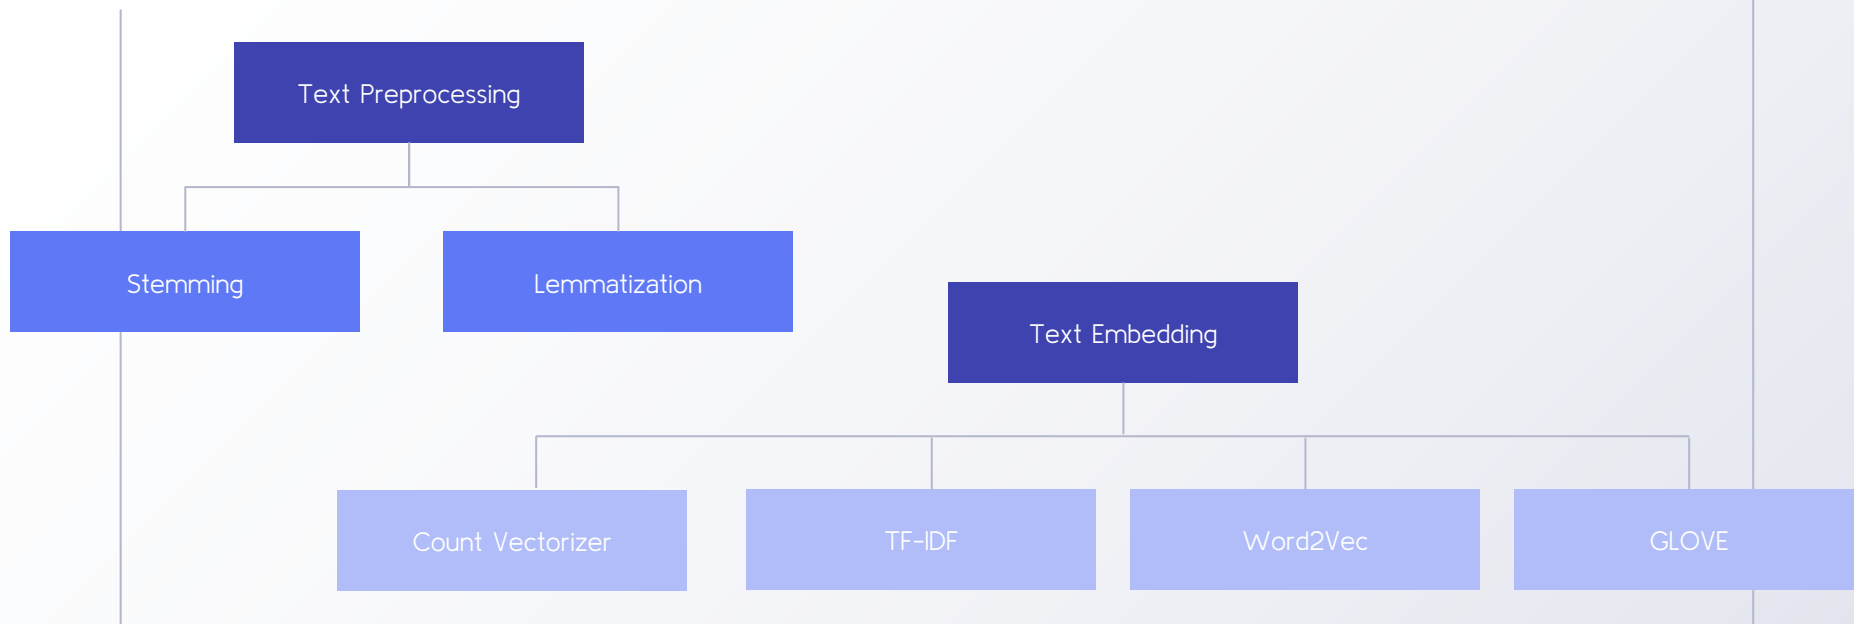 Text Preprocessing
Stemming
Lemmatization
Text Embedding
Count Vectorizer
TF-IDF
Word2Vec
GLOVE